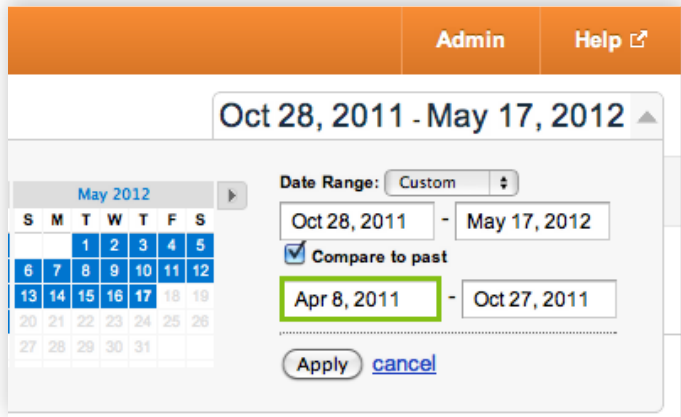 Admin Help
Oct 28, 2011 - May 17, 2012
May 2012
S M T W T F S
1 2 3 4 5
6 7 8 9 10 11 12
13 14 15 16 17 18 19
20 21 22 23 24 25 26
27 28 29 30 31
Date Range: Custom
Oct 28, 2011 - May 17, 2012
Compare to past
Apr 8, 2011 - Oct 27, 2011
Apply cancel